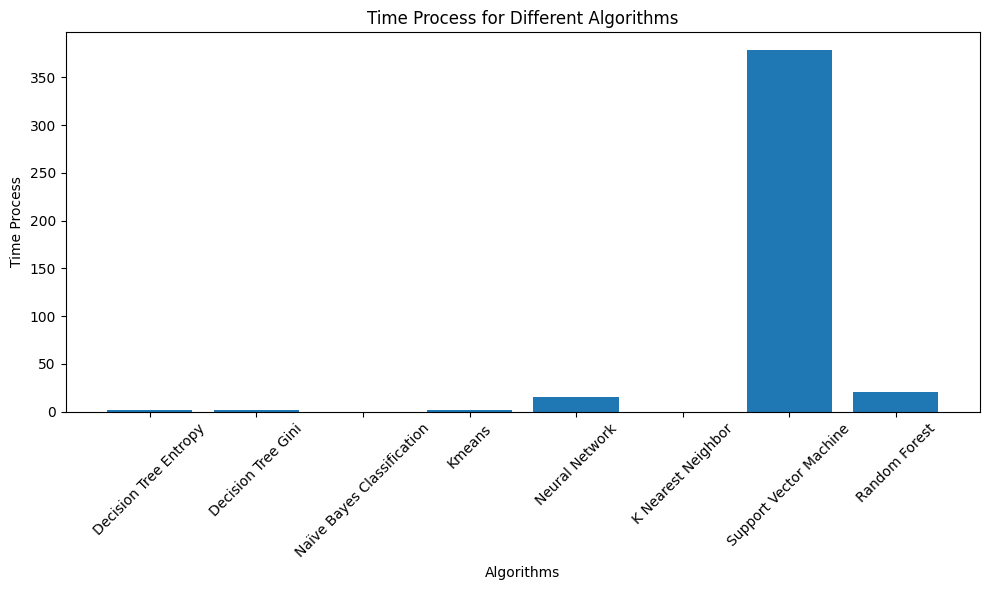 Time Process for Different Algorithms
Time Process
350
300
250
200
150
100
50
0
Decision Tree Entropy
Decision Tree Gini
Naïve Bayes Classification
Kmeans
Neural Network
K Nearest Neighbor
Support Vector Machine
Random Forest
Algorithms